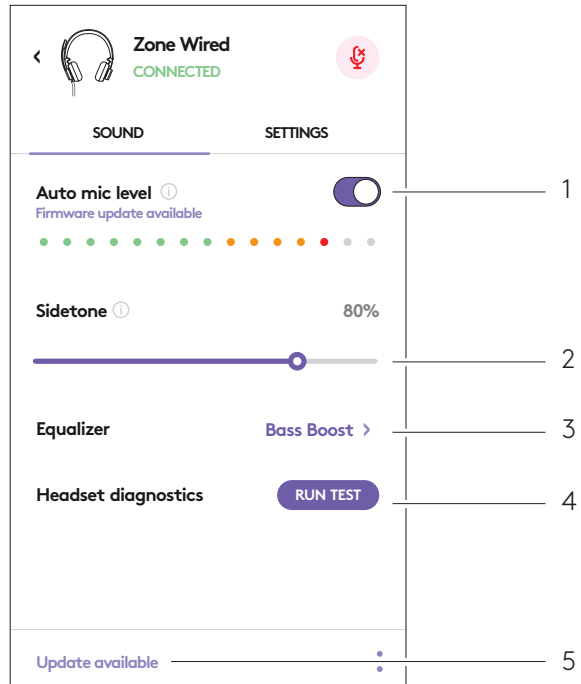 Zone Wired
CONNECTED
SOUND SETTINGS
Auto mic level
1
Firmware update available
Sidetone 80%
2
Equalizer Bass Boost > 3
Headset diagnostics RUN TEST 4
Update available 5